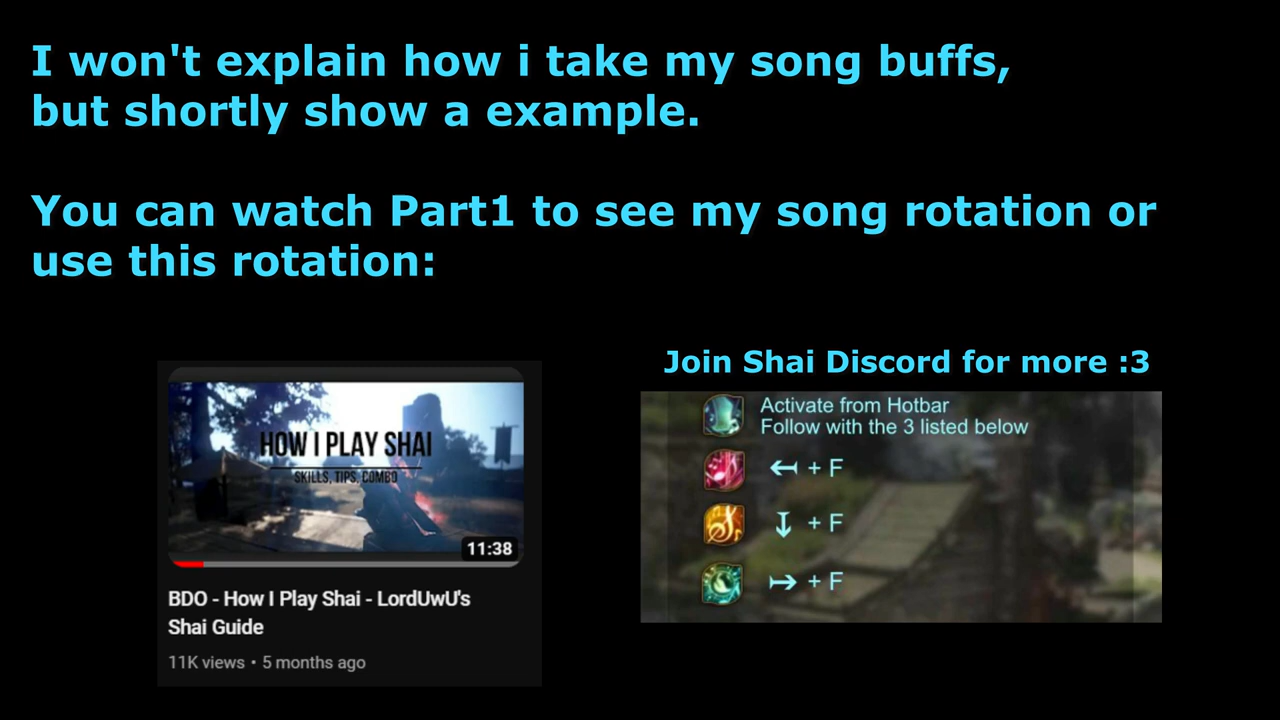 I won't explain how i take my song buffs,
but shortly show a example.
You can watch Part1 to see my song rotation or
use this rotation:
Join Shai Discord for more :3
HOW I PLAY SHAI
SKILLS, TIPS, COMBO
11:38
BDO - How I Play Shai - LordUwU's
Shai Guide
11K views • 5 months ago
Activate from Hotbar
Follow with the 3 listed below
← + F
↓ + F
→ + F